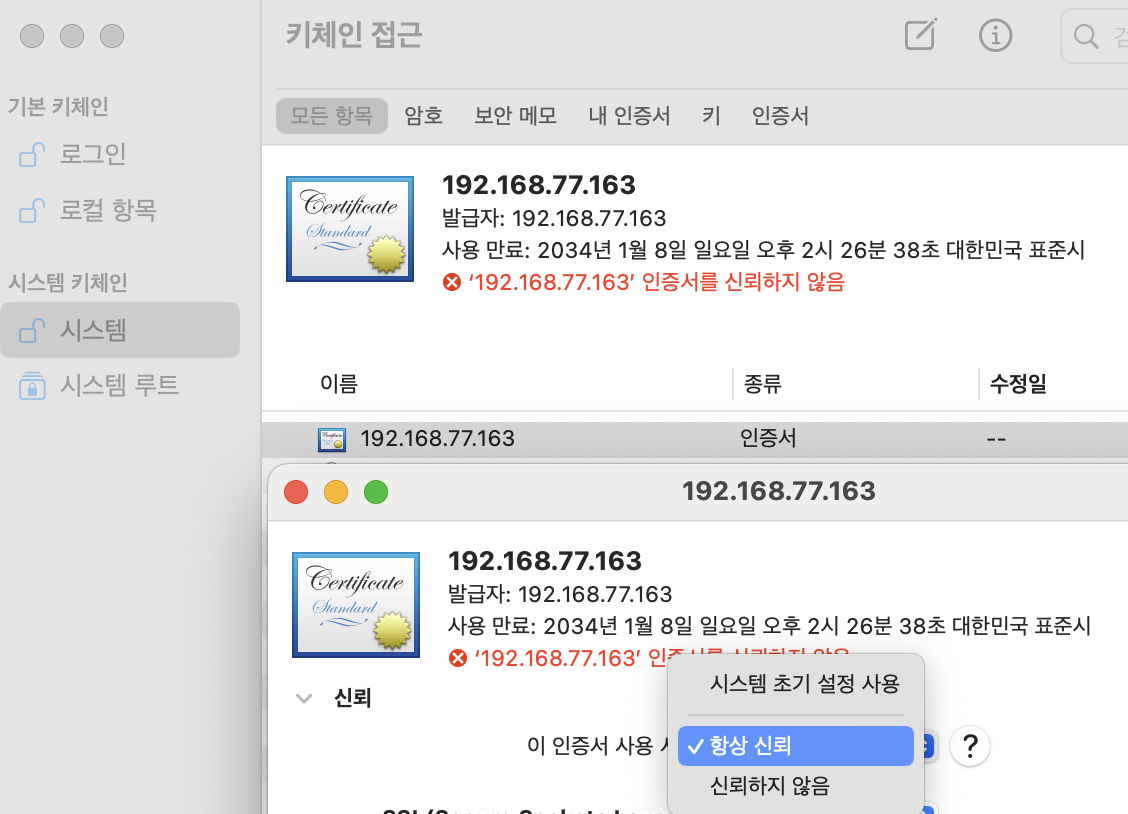 키체인 접근
기본 키체인
로그인
로컬 항목
시스템 키체인
시스템
시스템 루트
모든 항목 암호 보안 메모 내 인증서 키 인증서
Certificate
Standard
192.168.77.163
발급자: 192.168.77.163
사용 만료: 2034년 1월 8일 일요일 오후 2시 26분 38초 대한민국 표준시
‘192.168.77.163’ 인증서를 신뢰하지 않음
이름 종류 수정일
192.168.77.163 인증서 --
192.168.77.163
Certificate
Standard
192.168.77.163
발급자: 192.168.77.163
사용 만료: 2034년 1월 8일 일요일 오후 2시 26분 38초 대한민국 표준시
‘192.168.77.163’ 인증서를 신뢰하지 않음
신뢰
이 인증서 사용
시스템 초기 설정 사용
✓ 항상 신뢰
신뢰하지 않음
?